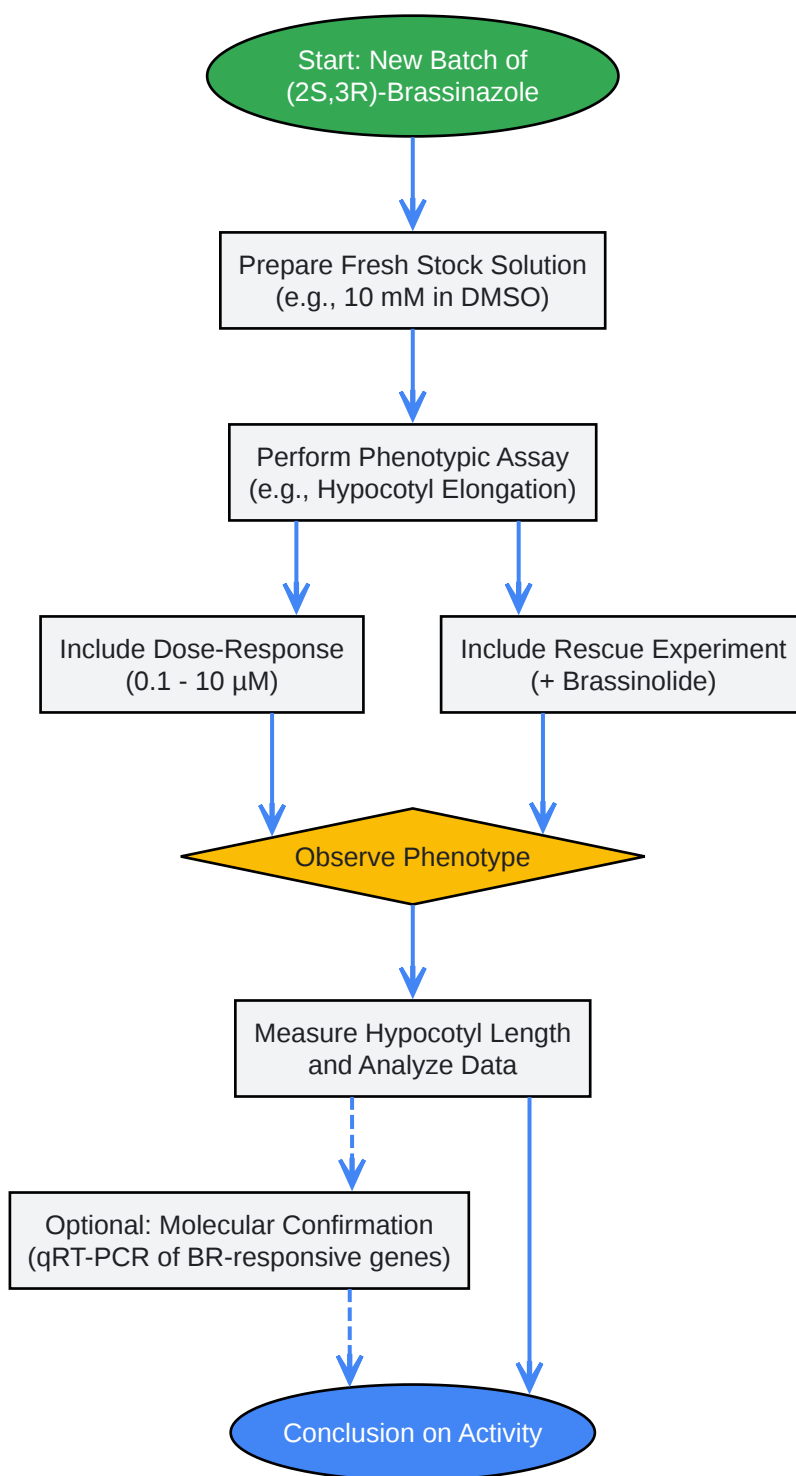 Start: New Batch of
(2S,3R)-Brassinazole
Prepare Fresh Stock Solution
(e.g., 10 mM in DMSO)
Perform Phenotypic Assay
(e.g., Hypocotyl Elongation)
Include Dose-Response
(0.1 - 10 µM)
Include Rescue Experiment
(+ Brassinolide)
Observe Phenotype
Measure Hypocotyl Length
and Analyze Data
Optional: Molecular Confirmation
(qRT-PCR of BR-responsive genes)
Conclusion on Activity